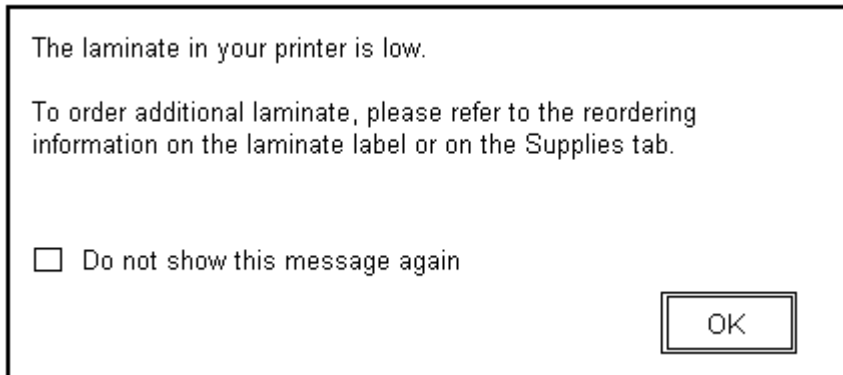 The laminate in your printer is low.
To order additional laminate, please refer to the reordering
information on the laminate label or on the Supplies tab.
Do not show this message again
OK